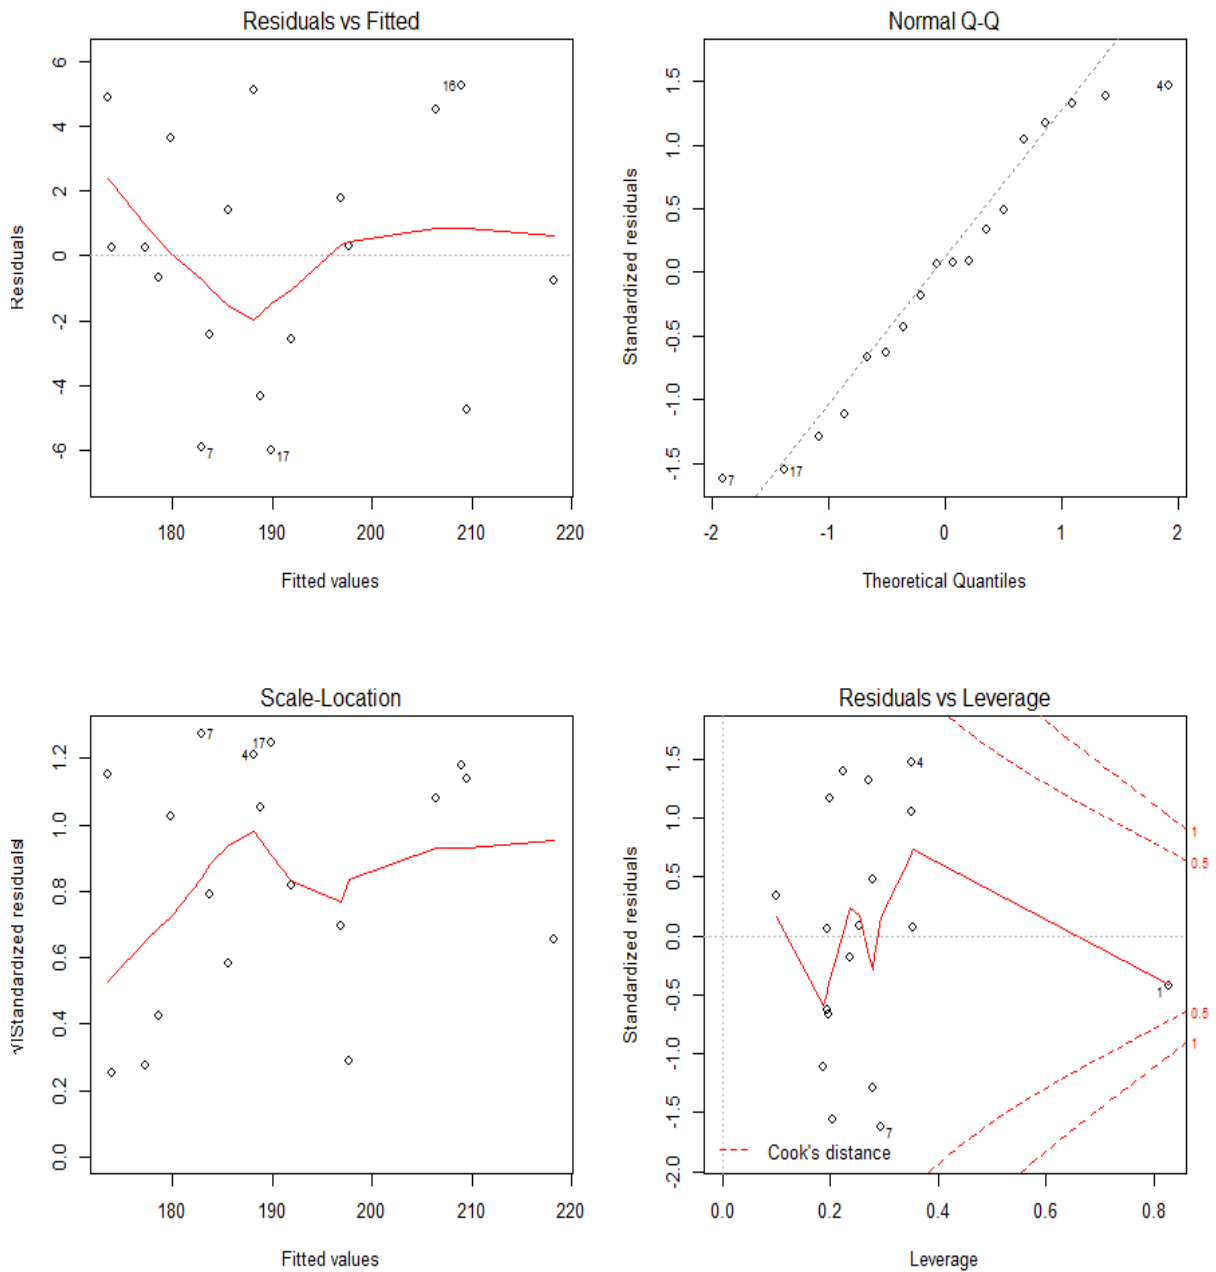 Residuals vs Fitted
Residuals
6
4
2
0
-2
-4
-6
16
7
17
180 190 200 210 220
Fitted values
Normal Q-Q
Standardized residuals
1.5
1.0
0.5
0.0
-0.5
-1.0
-1.5
4
17
7
-2 -1 0 1 2
Theoretical Quantiles
Scale-Location
√|Standardized residuals|
1.2
1.0
0.8
0.6
0.4
0.2
0.0
7
17
4
180 190 200 210 220
Fitted values
Residuals vs Leverage
Standardized residuals
1.5
1.0
0.5
0.0
-0.5
-1.0
-1.5
-2.0
4
1
7
1
0.5
0.5
1
Cook's distance
0.0 0.2 0.4 0.6 0.8
Leverage